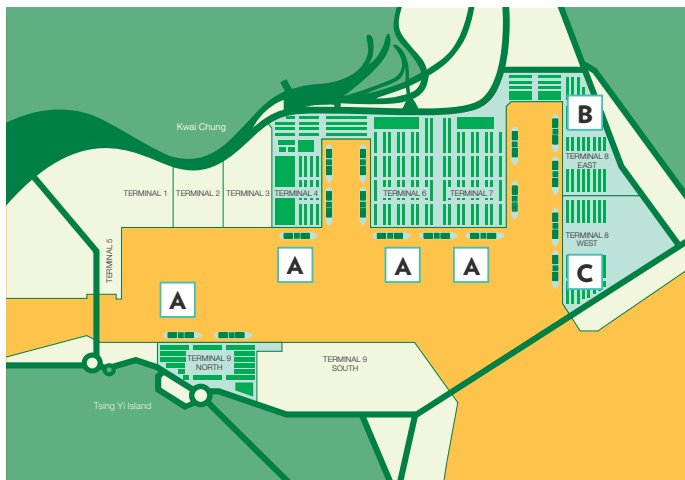 Kwai Chung
B
TERMINAL 8
EAST
TERMINAL 1
TERMINAL 2
TERMINAL 3
TERMINAL 4
TERMINAL 6
TERMINAL 7
TERMINAL 5
TERMINAL 8
WEST
A
A
A
C
A
TERMINAL 9
NORTH
TERMINAL 9
SOUTH
Tsing Yi Island